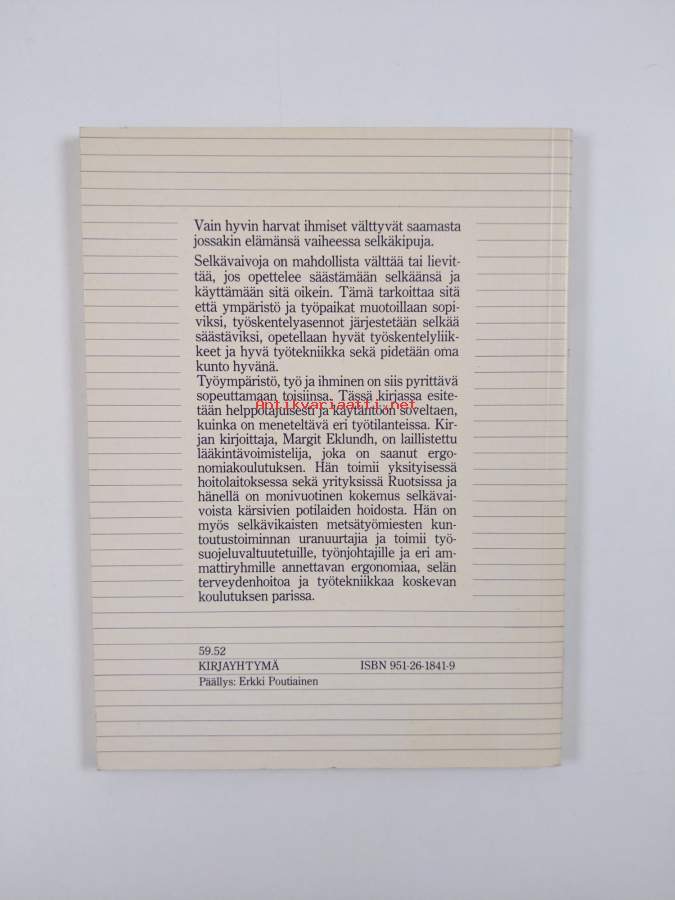 Vain hyvin harvat ihmiset välttyvät saamasta
jossakin elämänsä vaiheessa selkäkipuja.
Selkävaivoja on mahdollista välttää tai lievit-
tää, jos opettelee säästämään selkäänsä ja
käyttämään sitä oikein. Tämä tarkoittaa sitä
että ympäristö ja työpaikat muotoillaan sopi-
viksi, työskentelyasennot järjestetään selkää
säästäviksi, opetellaan hyvät työskentelyliik-
keet ja hyvä työtekniikka sekä pidetään oma
kunto hyvänä.
Työympäristö, työ ja ihminen on siis pyrittävä
sopeuttamaan toisiinsa. Tässä kirjassa esite-
Antikvariaatti.net
tään helppotajuisesti ja käytäntöön soveltaen,
kuinka on meneteltävä eri työtilanteissa. Kir-
jan kirjoittaja, Margit Eklundh, on laillistettu
lääkintävoimistelija, joka on saanut ergo-
nomiakoulutuksen. Hän toimii yksityisessä
hoitolaitoksessa sekä yrityksissä Ruotsissa ja
hänellä on monivuotinen kokemus selkävai-
voista kärsivien potilaiden hoidosta. Hän on
myös selkävikaisten metsätyömiesten kun-
toutustoiminnan uranuurtajia ja toimii työ-
suojeluvaltuutetuille, työnjohtajille ja eri am-
mattiryhmille annettavan ergonomiaa, selän
terveydenhoitoa ja työtekniikkaa koskevan
koulutuksen parissa.
59.52
KIRJAYHTYMÄ ISBN 951-26-1841-9
Päällys: Erkki Poutiainen